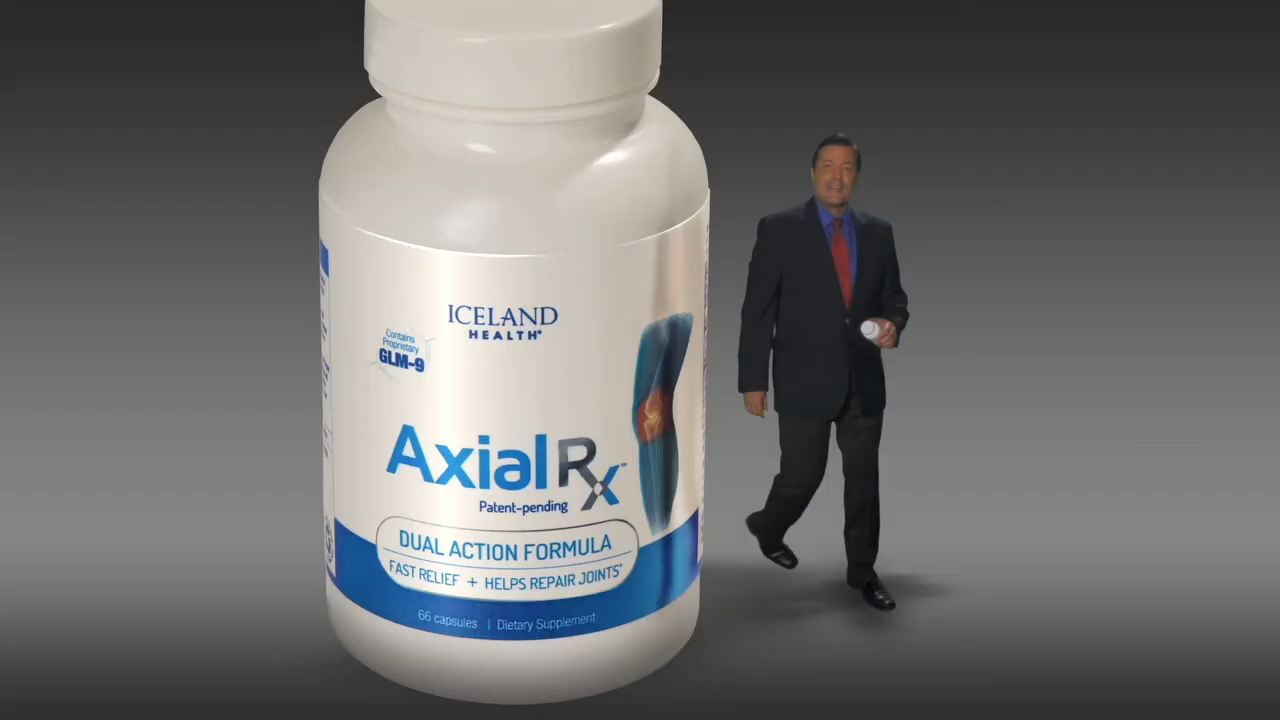 ICELAND
HEALTH®
Contains
Proprietary
GLM-9
AxialRx™
Patent-pending
DUAL ACTION FORMULA
FAST RELIEF + HELPS REPAIR JOINTS*
66 capsules | Dietary Supplement